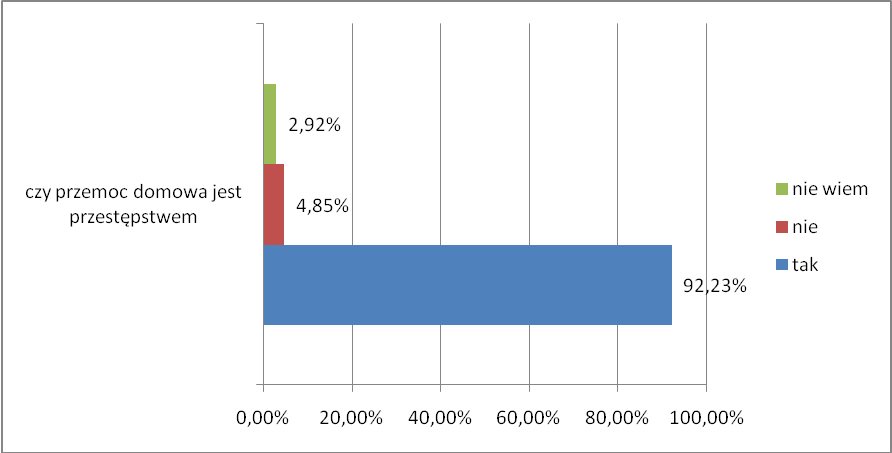 2,92%
czy przemoc domowa jest
przestępstwem
4,85%
92,23%
nie wiem
nie
tak
0,00% 20,00% 40,00% 60,00% 80,00% 100,00%